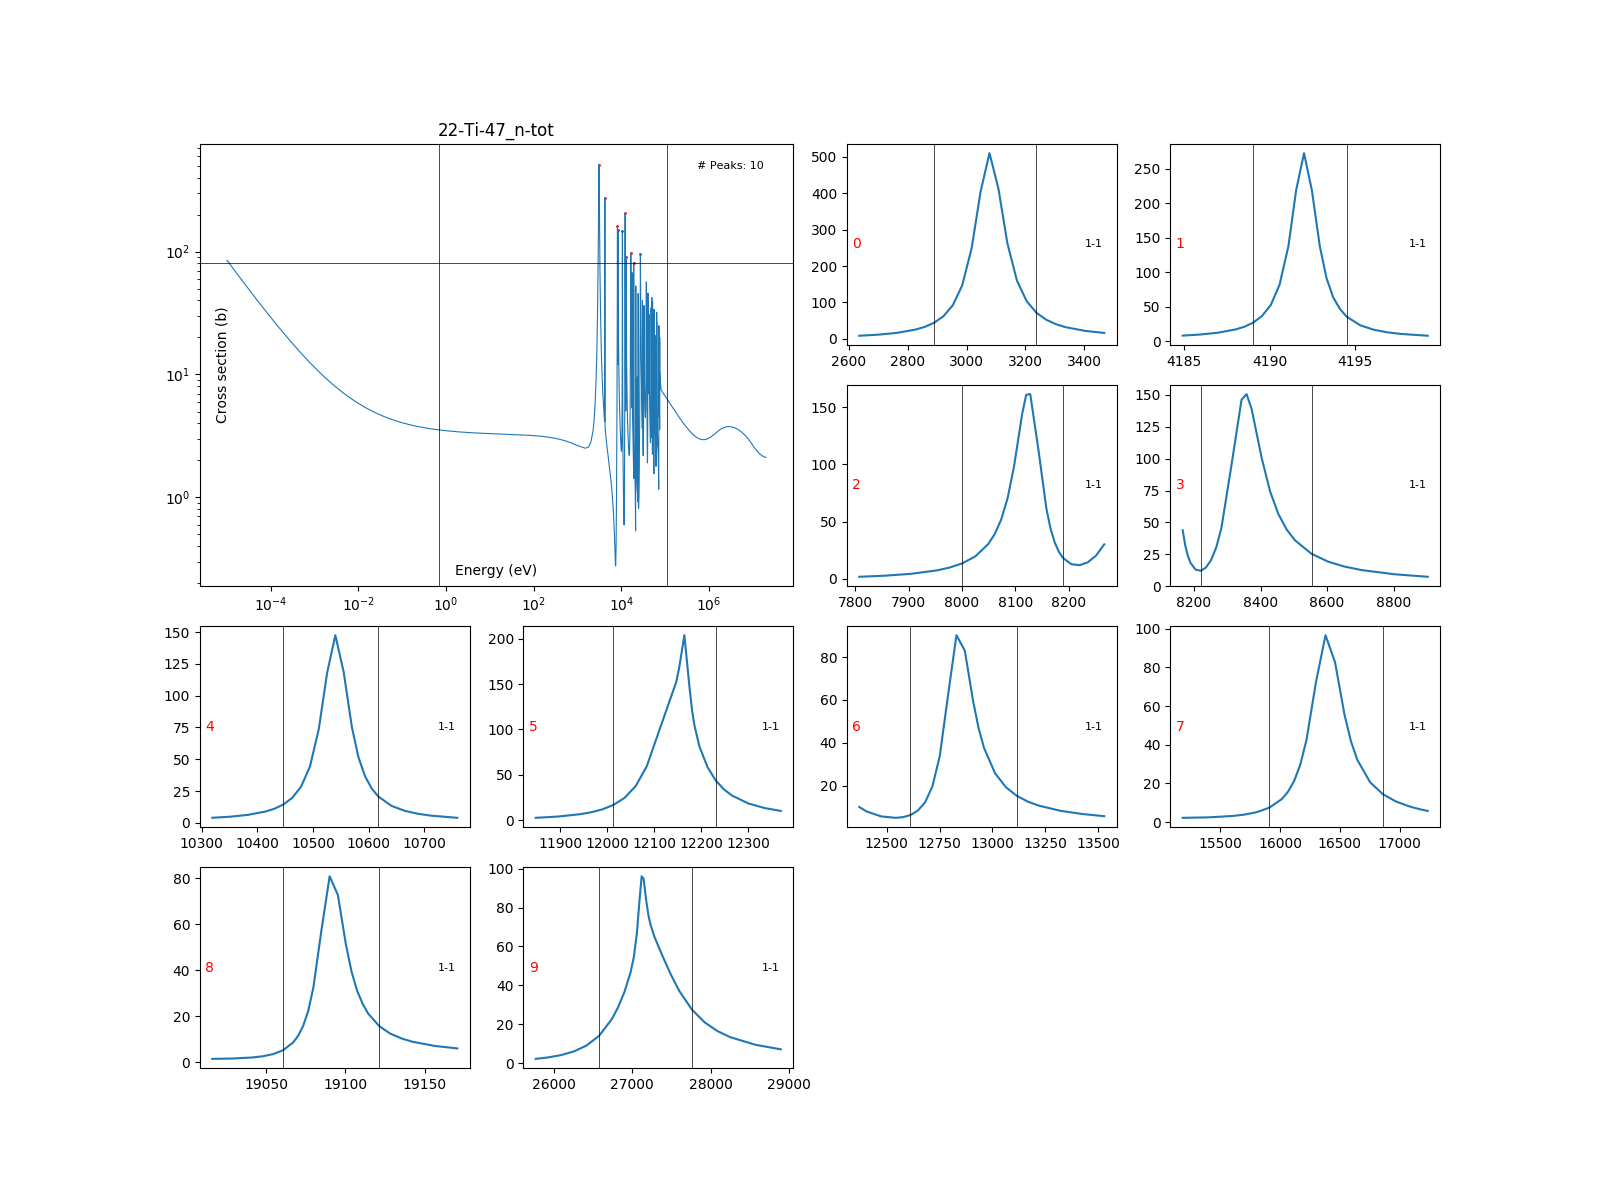 22-Ti-47_n-tot
# Peaks: 10
Cross section (b)
Energy (eV)
10² 10¹ 10⁰
10⁻⁴ 10⁻² 10⁰ 10² 10⁴ 10⁶
0
1-1
500 400 300 200 100 0
2600 2800 3000 3200 3400
1
1-1
250 200 150 100 50 0
4185 4190 4195
2
1-1
150 100 50 0
7800 7900 8000 8100 8200
3
1-1
150 125 100 75 50 25 0
8200 8400 8600 8800
4
1-1
150 125 100 75 50 25 0
10300 10400 10500 10600 10700
5
1-1
200 150 100 50 0
11900 12000 12100 12200 12300
6
1-1
80 60 40 20
12500 12750 13000 13250 13500
7
1-1
100 80 60 40 20 0
15500 16000 16500 17000
8
1-1
80 60 40 20 0
19050 19100 19150
9
1-1
100 80 60 40 20 0
26000 27000 28000 29000